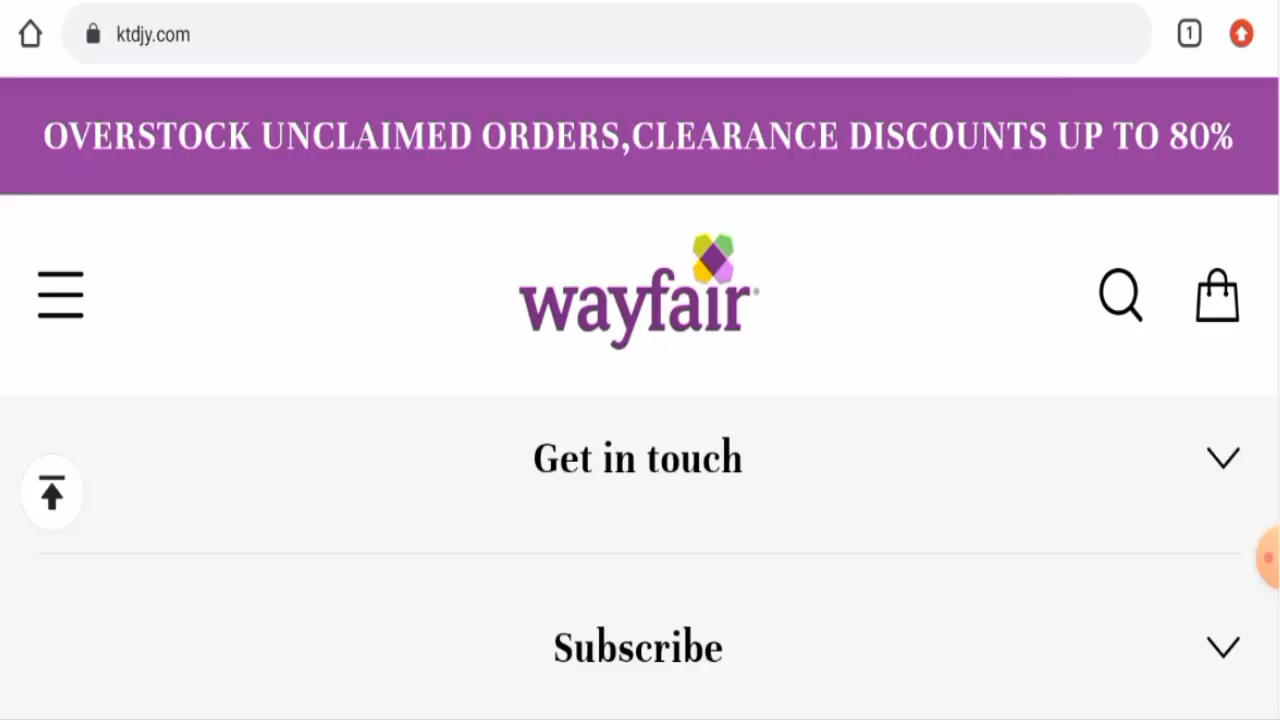 ktdjy.com
1
OVERSTOCK UNCLAIMED ORDERS,CLEARANCE DISCOUNTS UP TO 80%
wayfair
Get in touch
Subscribe